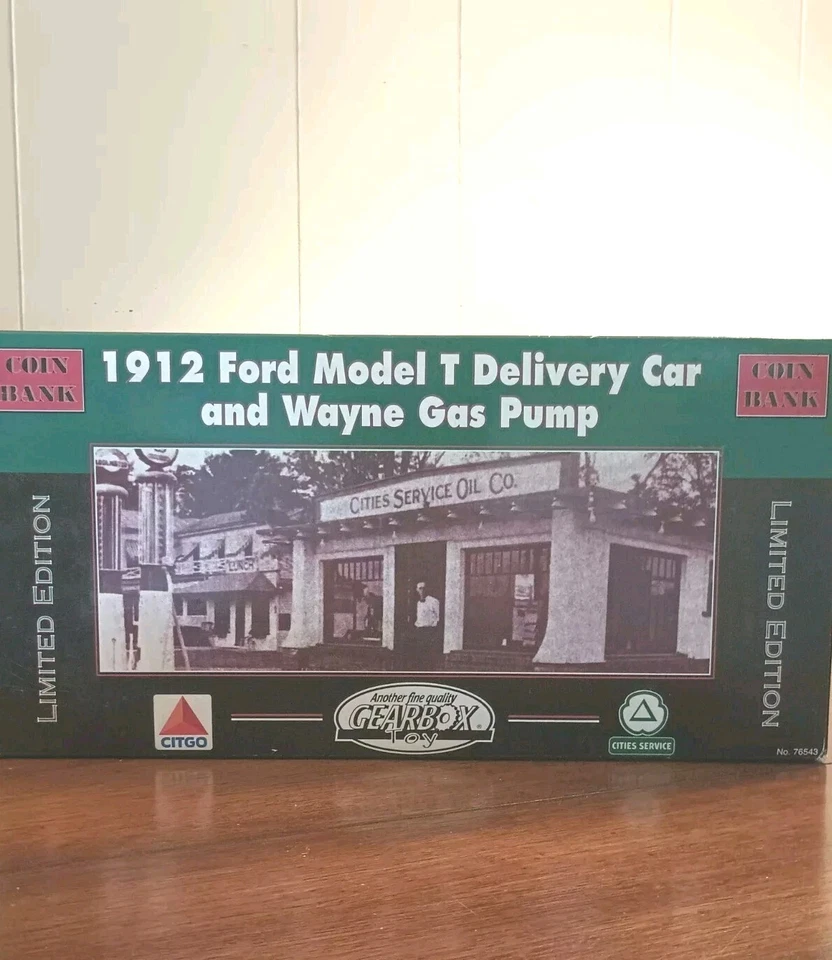 COIN
BANK
1912 Ford Model T Delivery Car
and Wayne Gas Pump
COIN
BANK
LIMITED EDITION
CITIES SERVICE OIL CO.
LIMITED EDITION
CITGO
Another fine quality
GEARBOX®
TOY
CITIES SERVICE
No. 76543